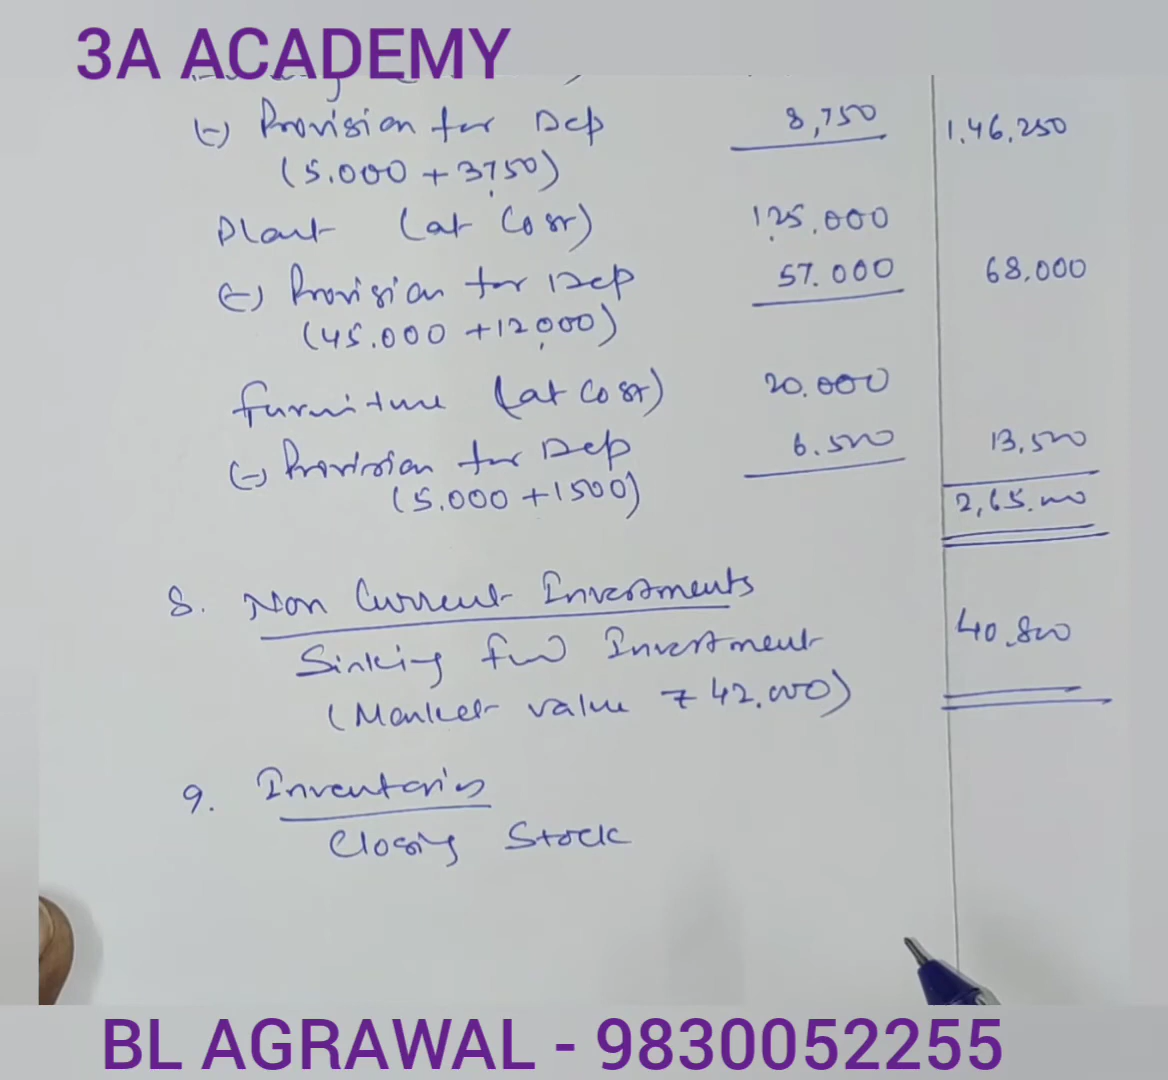 3A ACADEMY
(-) Provision for Dep 8,750 1,46,250
(5.000 + 3750)
Plant (at Cost) 1,25,000
(-) Provision for Dep 57.000 68,000
(45.000 + 12,000)
Furniture (at Cost) 20.000
(-) Provision for Dep 6.500 13,500
(5.000 + 1500)
2,65.000
8. Non Current Investments
Sinking fund Investment 40,800
(Market value ₹ 42.000)
9. Inventories
Closing Stock
BL AGRAWAL - 9830052255